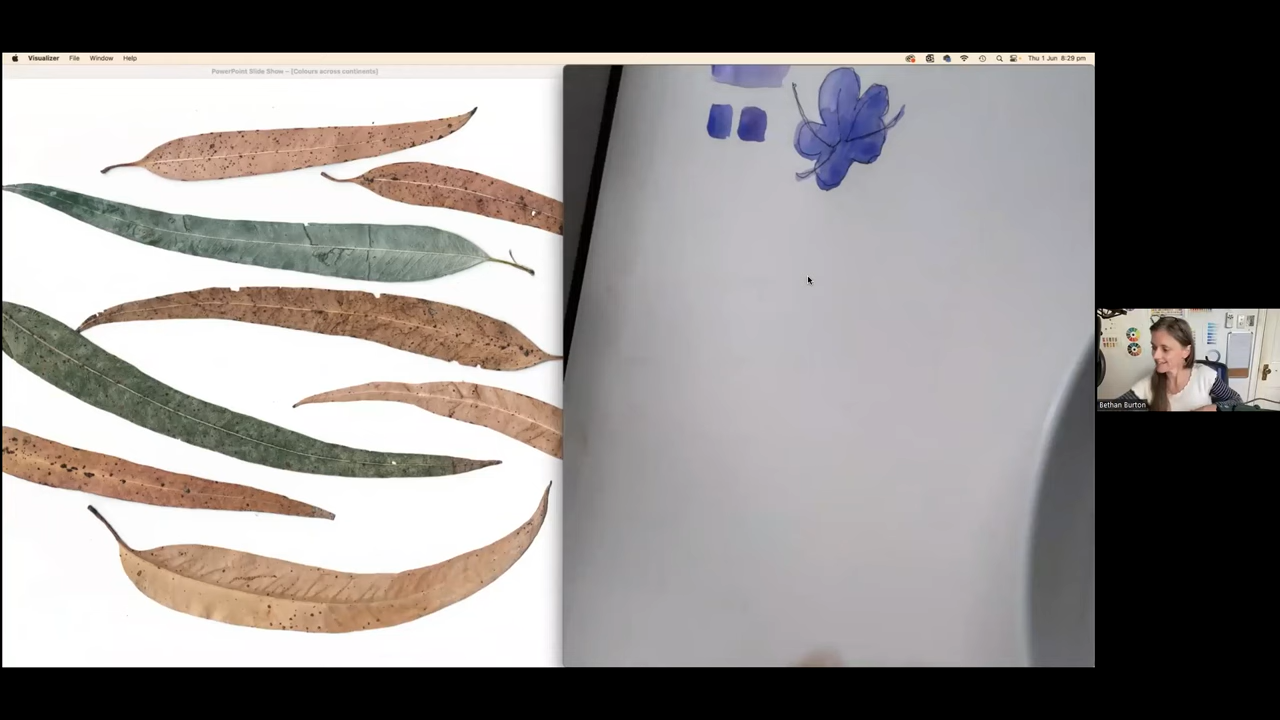 Visualizer File Window Help
Thu 1 Jun 8:29 pm
PowerPoint Slide Show – [Colours across continents]
Bethan Burton